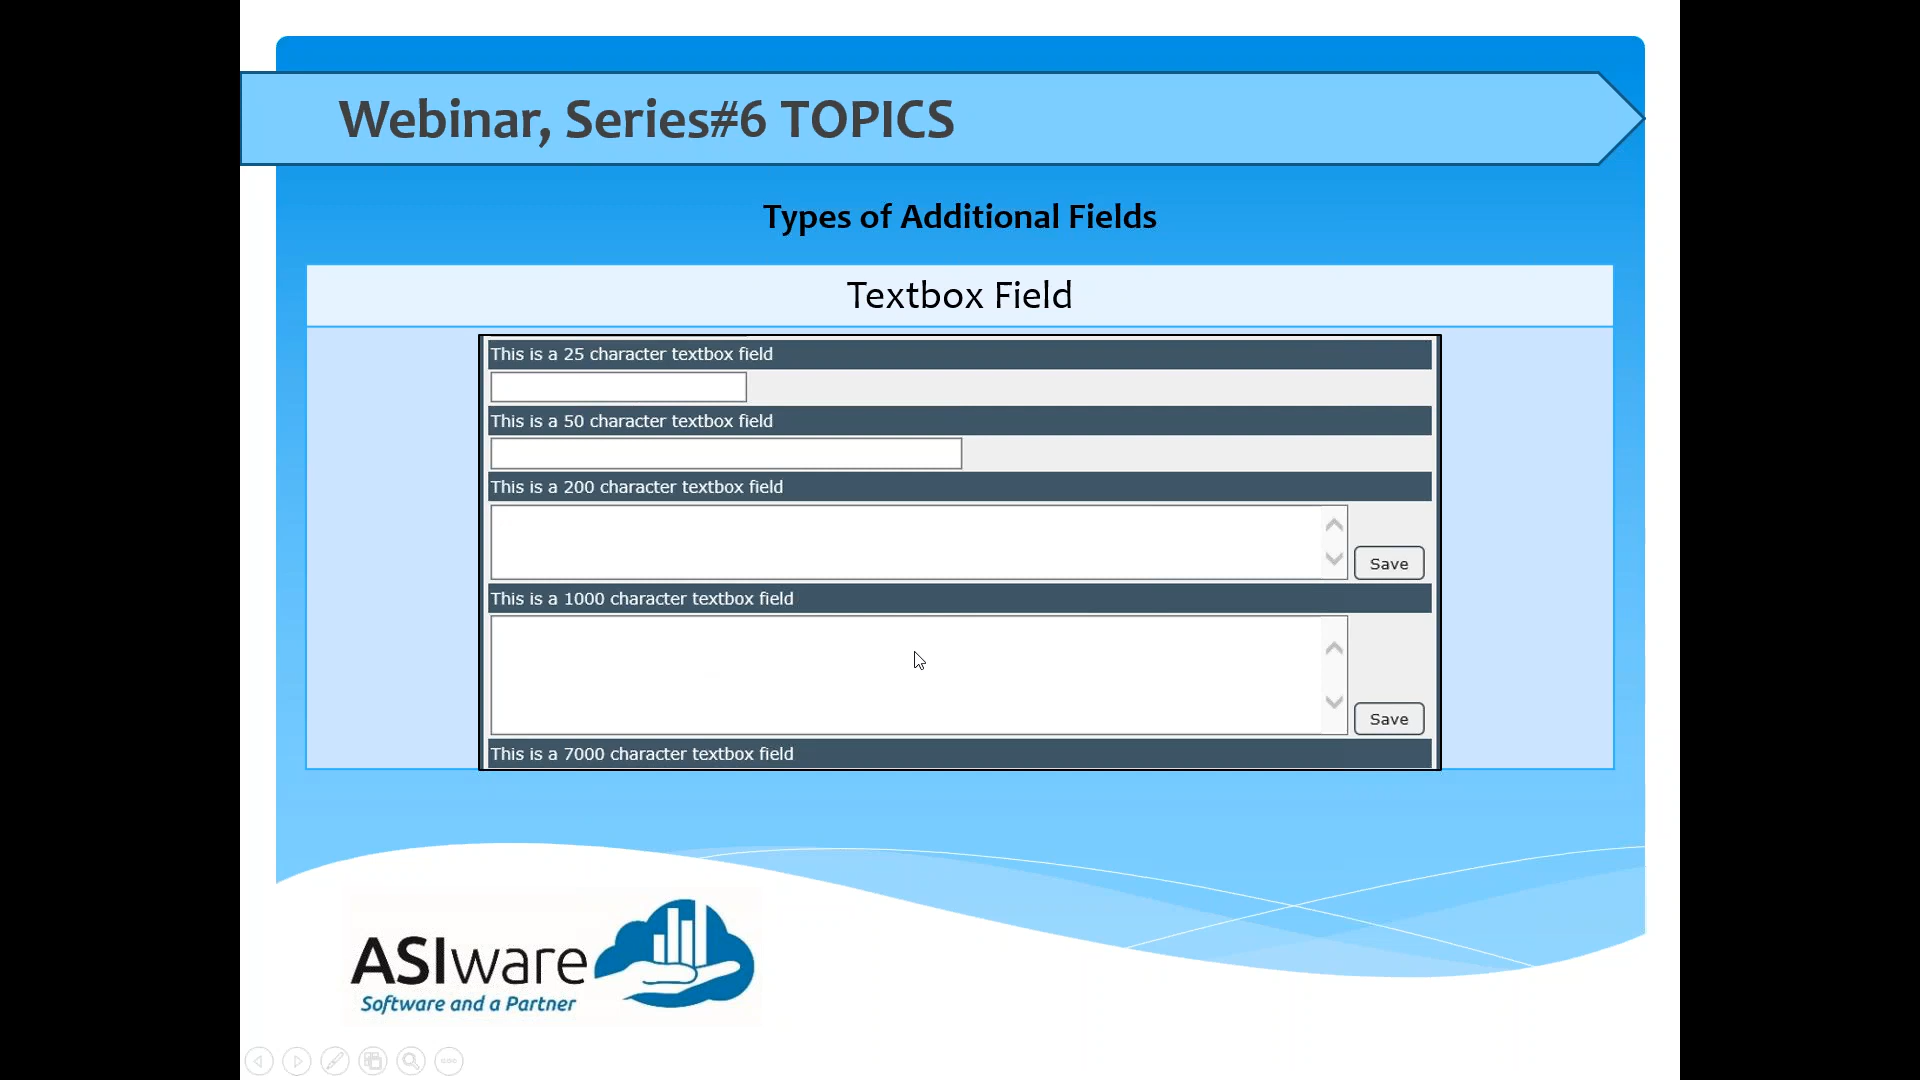 Webinar, Series#6 TOPICS
Types of Additional Fields
Textbox Field
This is a 25 character textbox field
This is a 50 character textbox field
This is a 200 character textbox field
Save
This is a 1000 character textbox field
Save
This is a 7000 character textbox field
ASIware
Software and a Partner